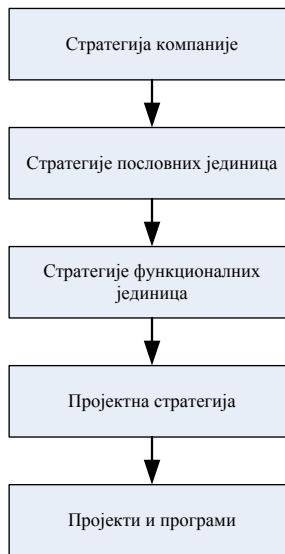 Стратегија компаније
Стратегије пословних јединица
Стратегије функционалних
јединица
Пројектна стратегија
Пројекти и програми